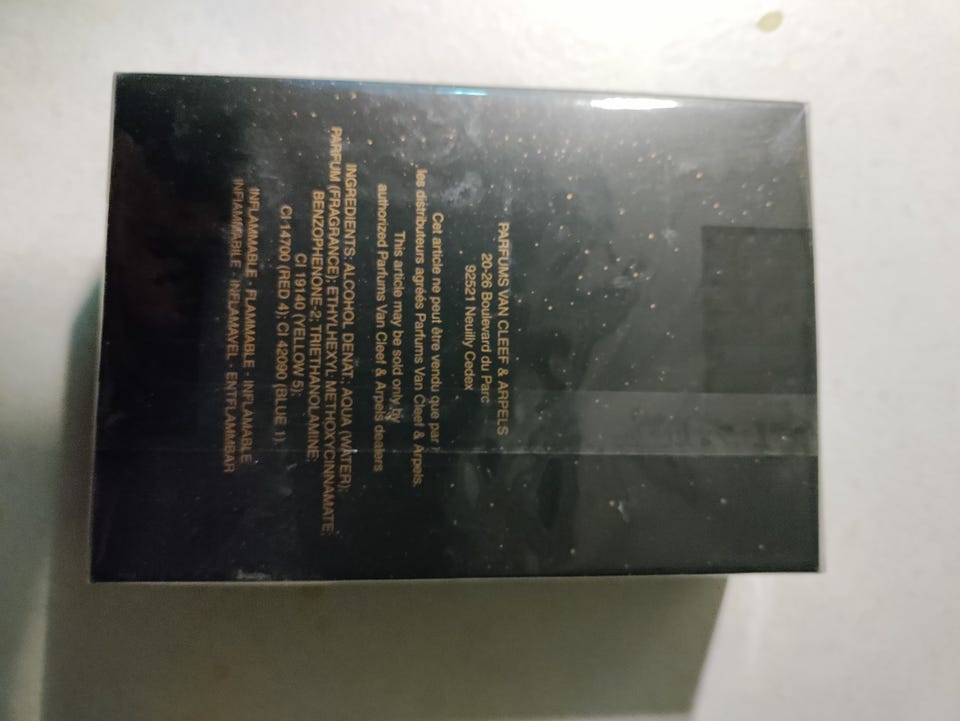 PARFUMS VAN CLEEF & ARPELS
20-26 Boulevard du Parc
92521 Neuilly Cedex
Cet article ne peut être vendu que par
les distributeurs agréés Parfums Van Cleef & Arpels.
This article may be sold only by
authorized Parfums Van Cleef & Arpels dealers
INGREDIENTS: ALCOHOL DENAT.; AQUA (WATER);
PARFUM (FRAGRANCE); ETHYLHEXYL METHOXYCINNAMATE;
BENZOPHENONE-2; TRIETHANOLAMINE;
CI 19140 (YELLOW 5);
CI 14700 (RED 4); CI 42090 (BLUE 1).
INFLAMMABLE - FLAMMABLE - INFLAMABLE
INFIAMMABILE - INFLAMAVEL - ENTFLAMMBAR